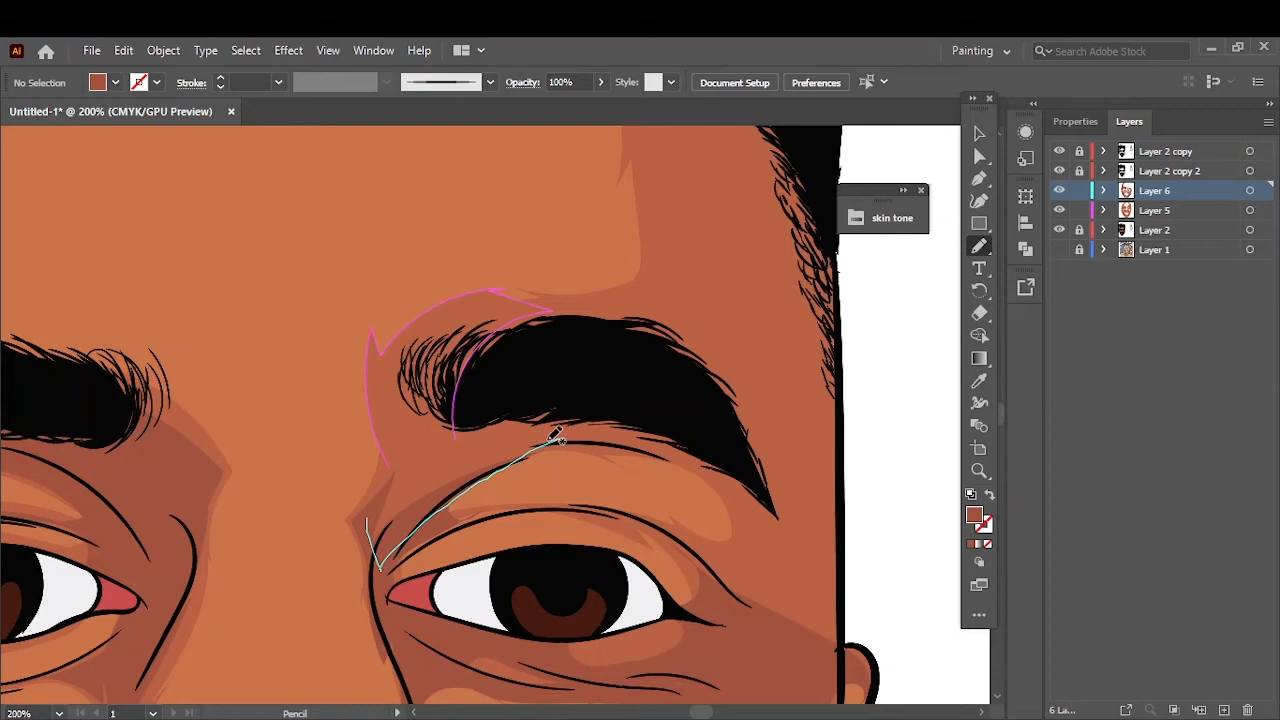 Ai File Edit Object Type Select Effect View Window Help Painting Search Adobe Stock
No Selection Stroke: Opacity: 100% Style: Document Setup Preferences
Untitled-1* @ 200% (CMYK/GPU Preview)
Properties Layers
Layer 2 copy
Layer 2 copy 2
Layer 6
skin tone
Layer 5
Layer 2
Layer 1
200% 1 Pencil 6 La...